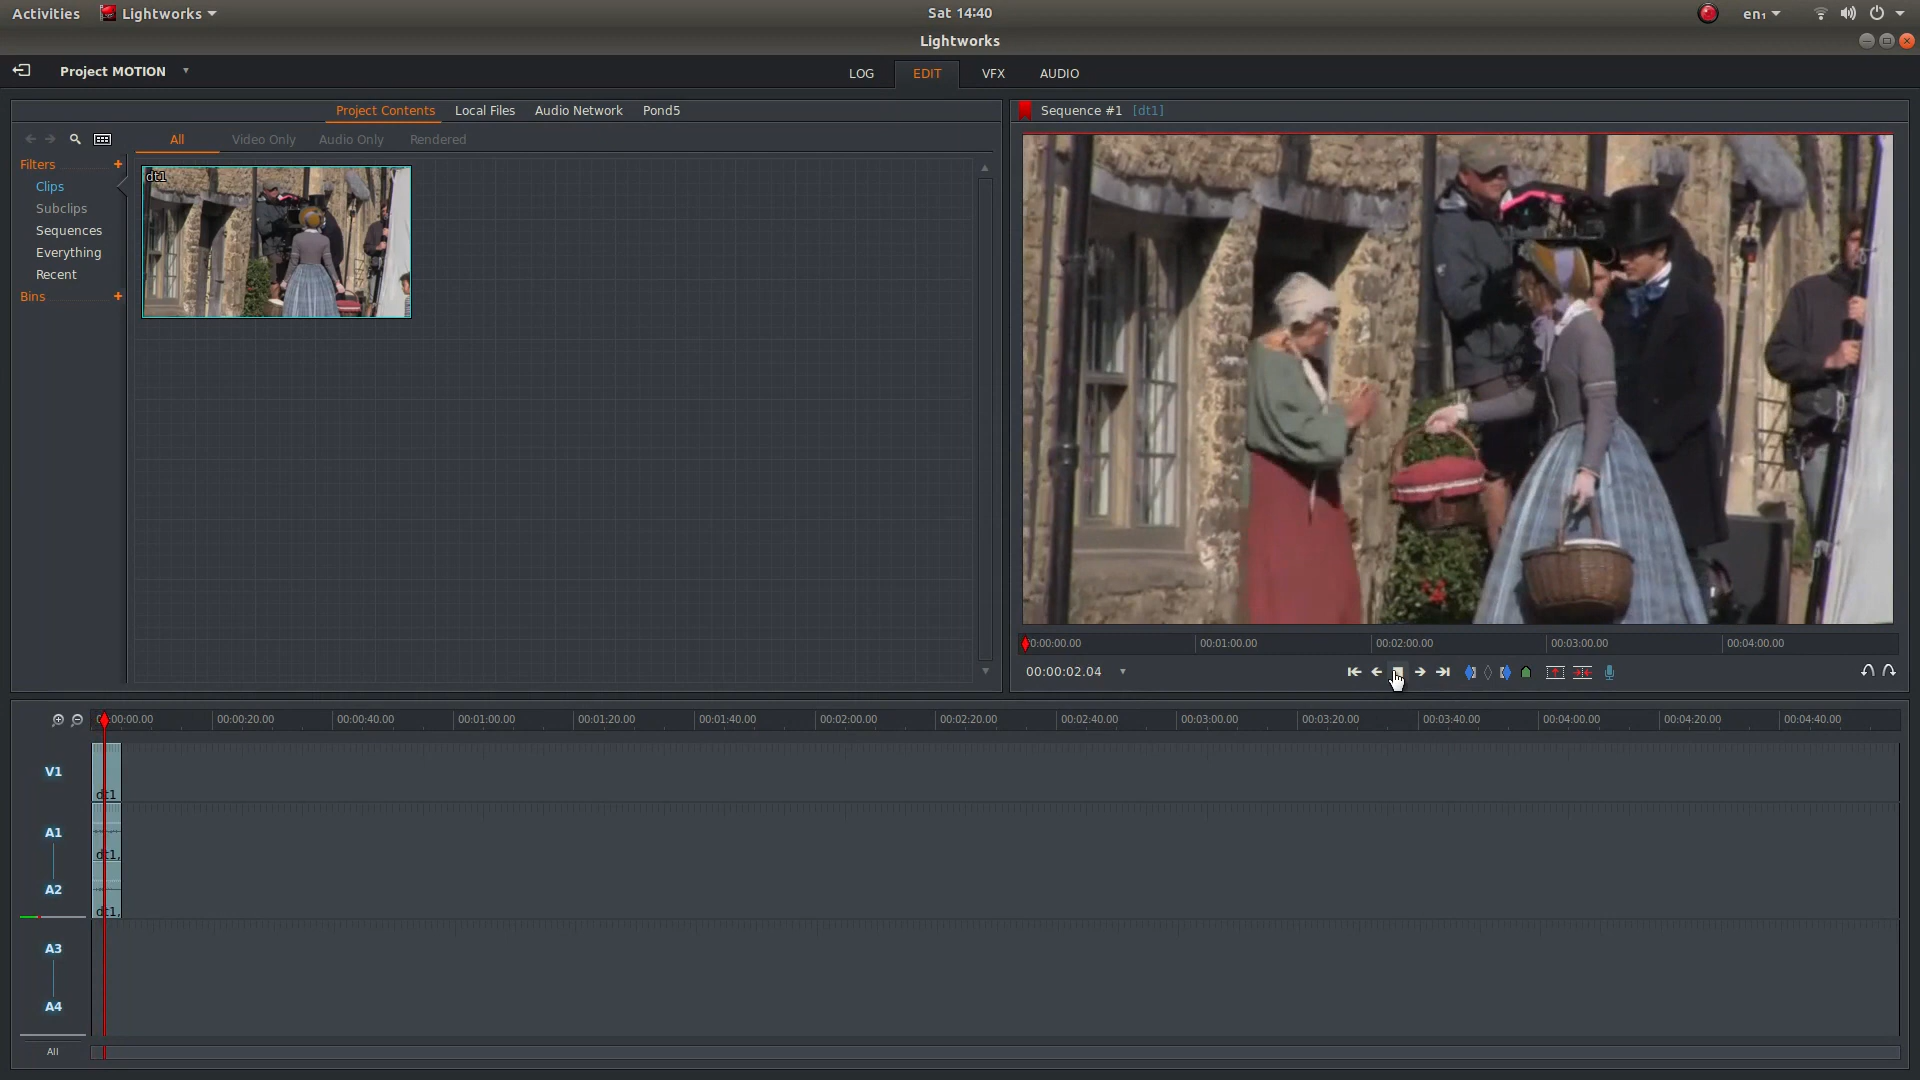 Activities Lightworks Sat 14:40 en₁
Lightworks
Project MOTION LOG EDIT VFX AUDIO
Project Contents Local Files Audio Network Pond5
All Video Only Audio Only Rendered
Filters +
Clips
Subclips
Sequences
Everything
Recent
Bins +
dt1
Sequence #1 [dt1]
0:00:00.00 00:01:00.00 00:02:00.00 00:03:00.00 00:04:00.00
00:00:02.04
00:00.00 00:00:20.00 00:00:40.00 00:01:00.00 00:01:20.00 00:01:40.00 00:02:00.00 00:02:20.00 00:02:40.00 00:03:00.00 00:03:20.00 00:03:40.00 00:04:00.00 00:04:20.00 00:04:40.00
V1
dt1
A1
dt1,
A2
dt1,
A3
A4
All